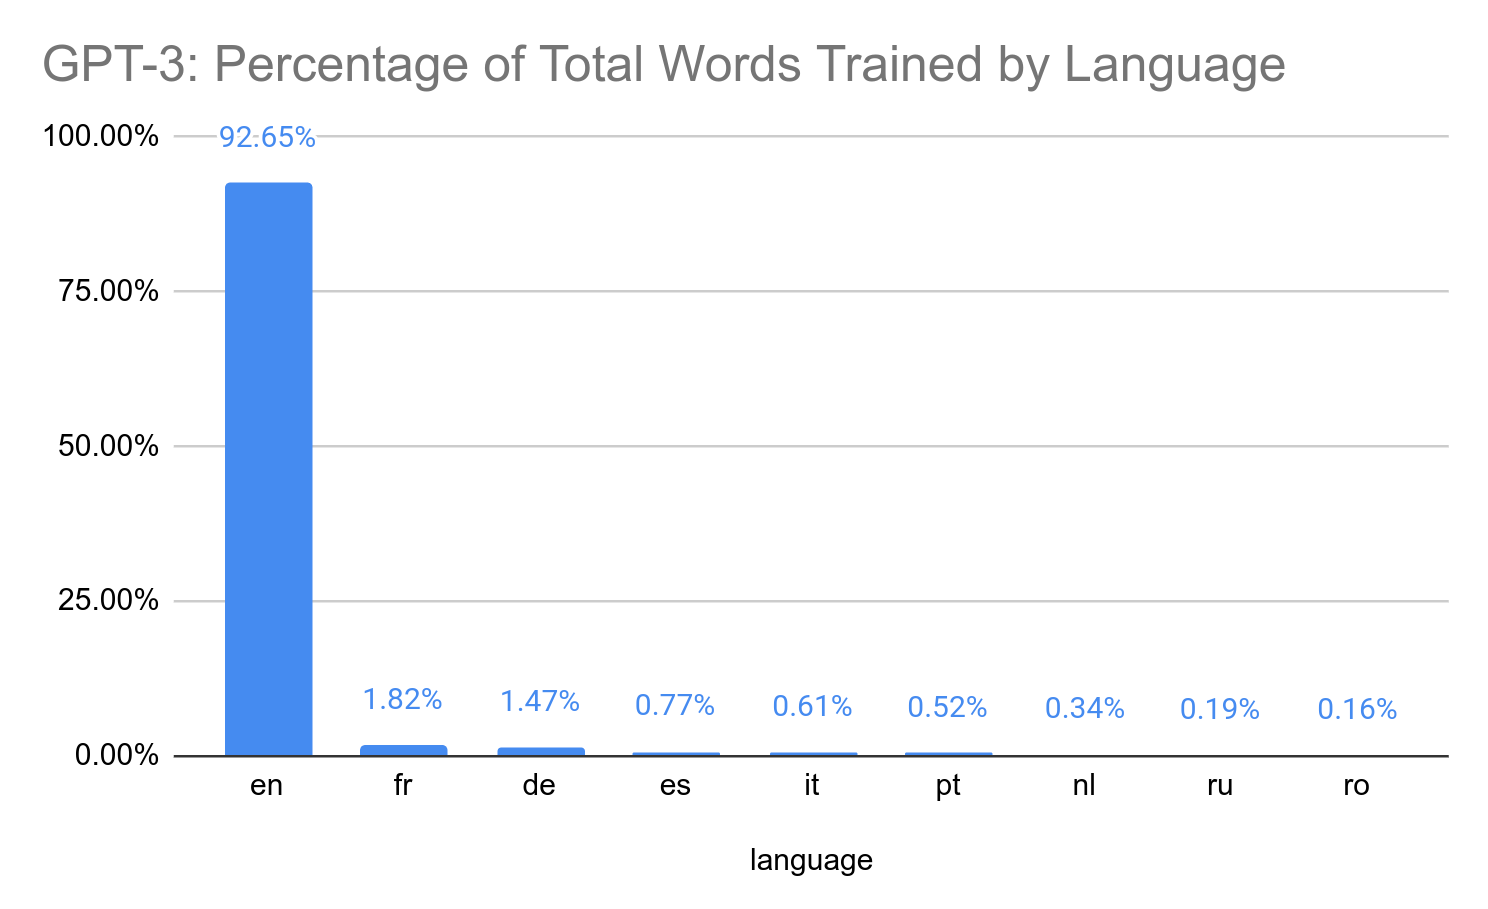 GPT-3: Percentage of Total Words Trained by Language
100.00%
92.65%
75.00%
50.00%
25.00%
1.82% 1.47% 0.77% 0.61% 0.52% 0.34% 0.19% 0.16%
0.00%
en fr de es it pt nl ru ro
language